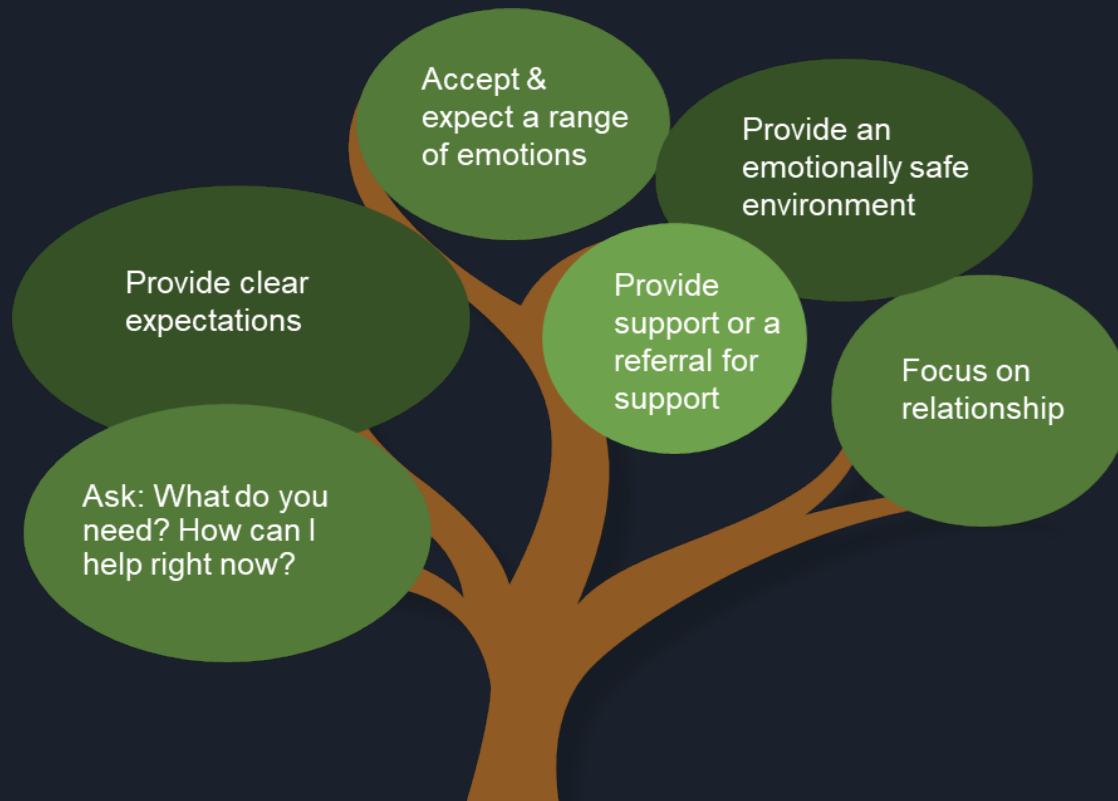 Accept &
expect a range
of emotions
Provide an
emotionally safe
environment
Provide clear
expectations
Provide
support or a
referral for
support
Focus on
relationship
Ask: What do you
need? How can I
help right now?